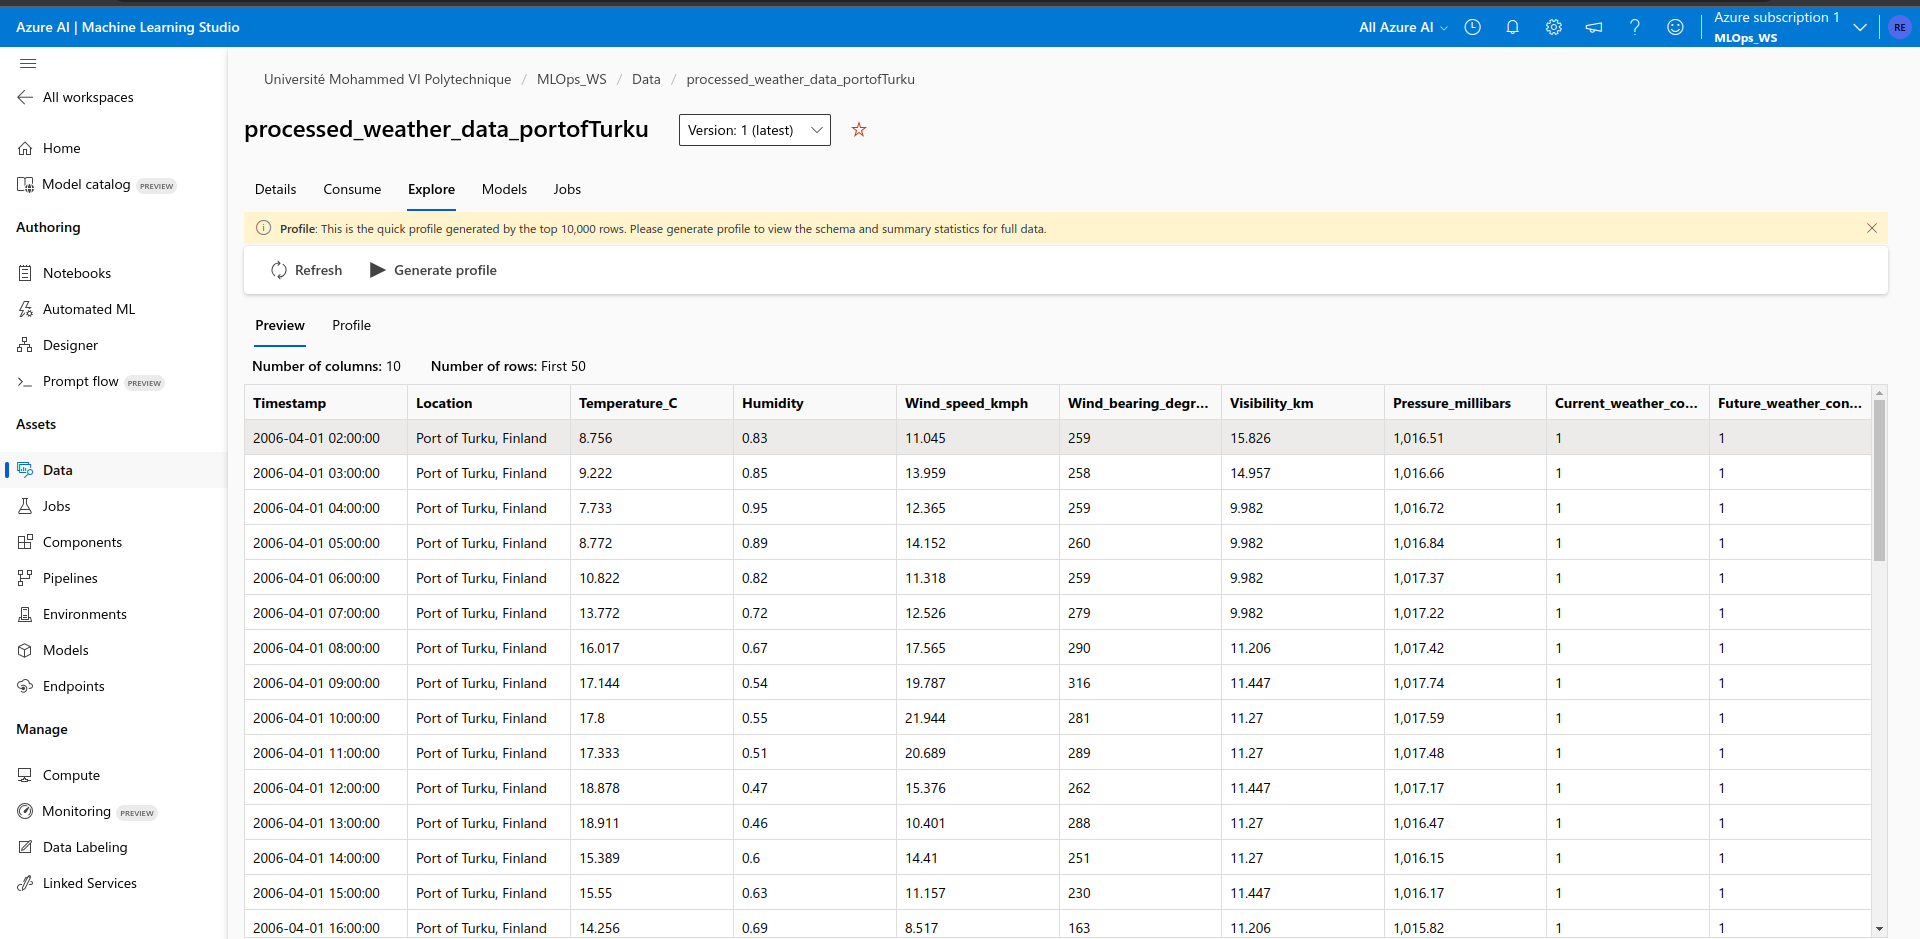 Azure AI | Machine Learning Studio
All Azure AI
Azure subscription 1
MLOps_WS
RE
All workspaces
Home
Model catalog PREVIEW
Authoring
Notebooks
Automated ML
Designer
Prompt flow PREVIEW
Assets
Data
Jobs
Components
Pipelines
Environments
Models
Endpoints
Manage
Compute
Monitoring PREVIEW
Data Labeling
Linked Services
Université Mohammed VI Polytechnique / MLOps_WS / Data / processed_weather_data_portofTurku
processed_weather_data_portofTurku
Version: 1 (latest)
Details Consume Explore Models Jobs
Profile: This is the quick profile generated by the top 10,000 rows. Please generate profile to view the schema and summary statistics for full data.
Refresh Generate profile
Preview Profile
Number of columns: 10 Number of rows: First 50
Timestamp Location Temperature_C Humidity Wind_speed_kmph Wind_bearing_degr... Visibility_km Pressure_millibars Current_weather_co... Future_weather_con...
2006-04-01 02:00:00 Port of Turku, Finland 8.756 0.83 11.045 259 15.826 1,016.51 1 1
2006-04-01 03:00:00 Port of Turku, Finland 9.222 0.85 13.959 258 14.957 1,016.66 1 1
2006-04-01 04:00:00 Port of Turku, Finland 7.733 0.95 12.365 259 9.982 1,016.72 1 1
2006-04-01 05:00:00 Port of Turku, Finland 8.772 0.89 14.152 260 9.982 1,016.84 1 1
2006-04-01 06:00:00 Port of Turku, Finland 10.822 0.82 11.318 259 9.982 1,017.37 1 1
2006-04-01 07:00:00 Port of Turku, Finland 13.772 0.72 12.526 279 9.982 1,017.22 1 1
2006-04-01 08:00:00 Port of Turku, Finland 16.017 0.67 17.565 290 11.206 1,017.42 1 1
2006-04-01 09:00:00 Port of Turku, Finland 17.144 0.54 19.787 316 11.447 1,017.74 1 1
2006-04-01 10:00:00 Port of Turku, Finland 17.8 0.55 21.944 281 11.27 1,017.59 1 1
2006-04-01 11:00:00 Port of Turku, Finland 17.333 0.51 20.689 289 11.27 1,017.48 1 1
2006-04-01 12:00:00 Port of Turku, Finland 18.878 0.47 15.376 262 11.447 1,017.17 1 1
2006-04-01 13:00:00 Port of Turku, Finland 18.911 0.46 10.401 288 11.27 1,016.47 1 1
2006-04-01 14:00:00 Port of Turku, Finland 15.389 0.6 14.41 251 11.27 1,016.15 1 1
2006-04-01 15:00:00 Port of Turku, Finland 15.55 0.63 11.157 230 11.447 1,016.17 1 1
2006-04-01 16:00:00 Port of Turku, Finland 14.256 0.69 8.517 163 11.206 1,015.82 1 1